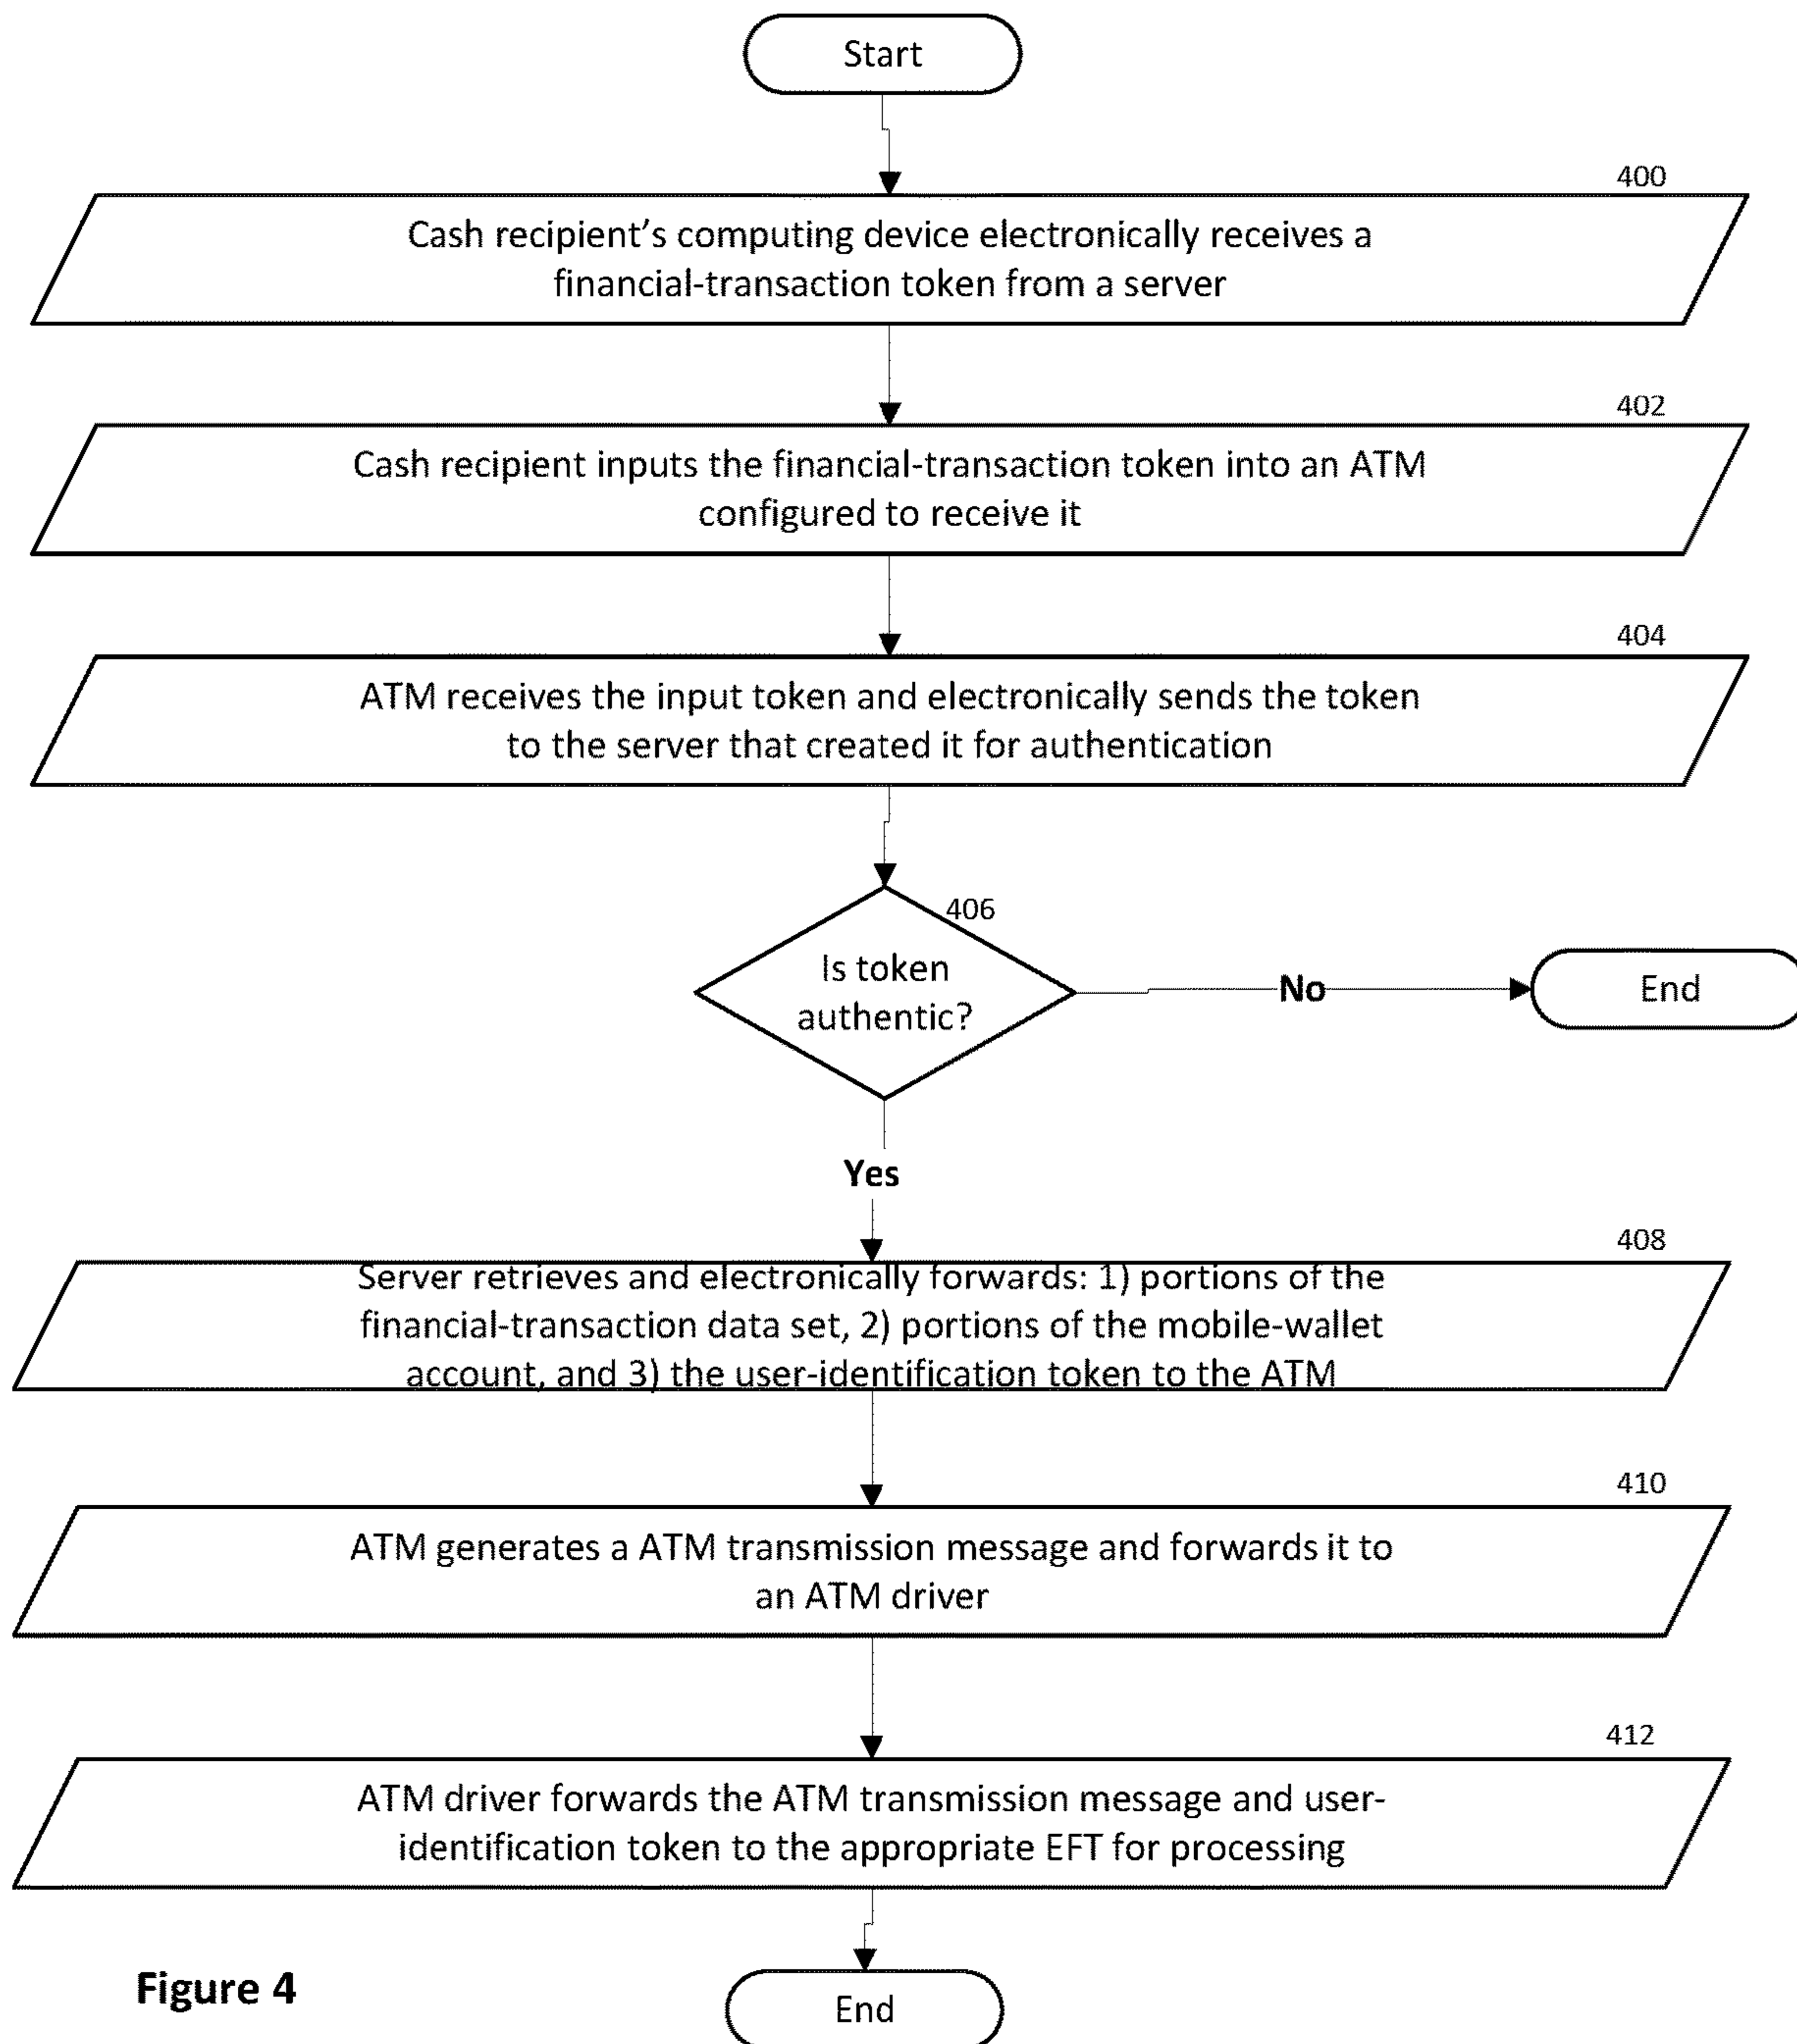 Start
400
Cash recipient's computing device electronically receives a
financial-transaction token from a server
402
Cash recipient inputs the financial-transaction token into an ATM
configured to receive it
404
ATM receives the input token and electronically sends the token
to the server that created it for authentication
406
Is token
authentic?
No
End
Yes
408
Server retrieves and electronically forwards: 1) portions of the
financial-transaction data set, 2) portions of the mobile-wallet
account, and 3) the user-identification token to the ATM
410
ATM generates a ATM transmission message and forwards it to
an ATM driver
412
ATM driver forwards the ATM transmission message and user-
identification token to the appropriate EFT for processing
Figure 4
End